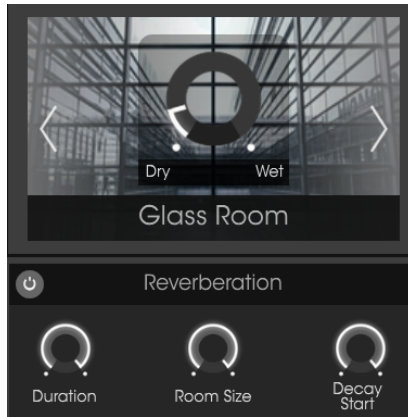 Dry Wet
Glass Room
Reverberation
Duration Room Size Decay
Start